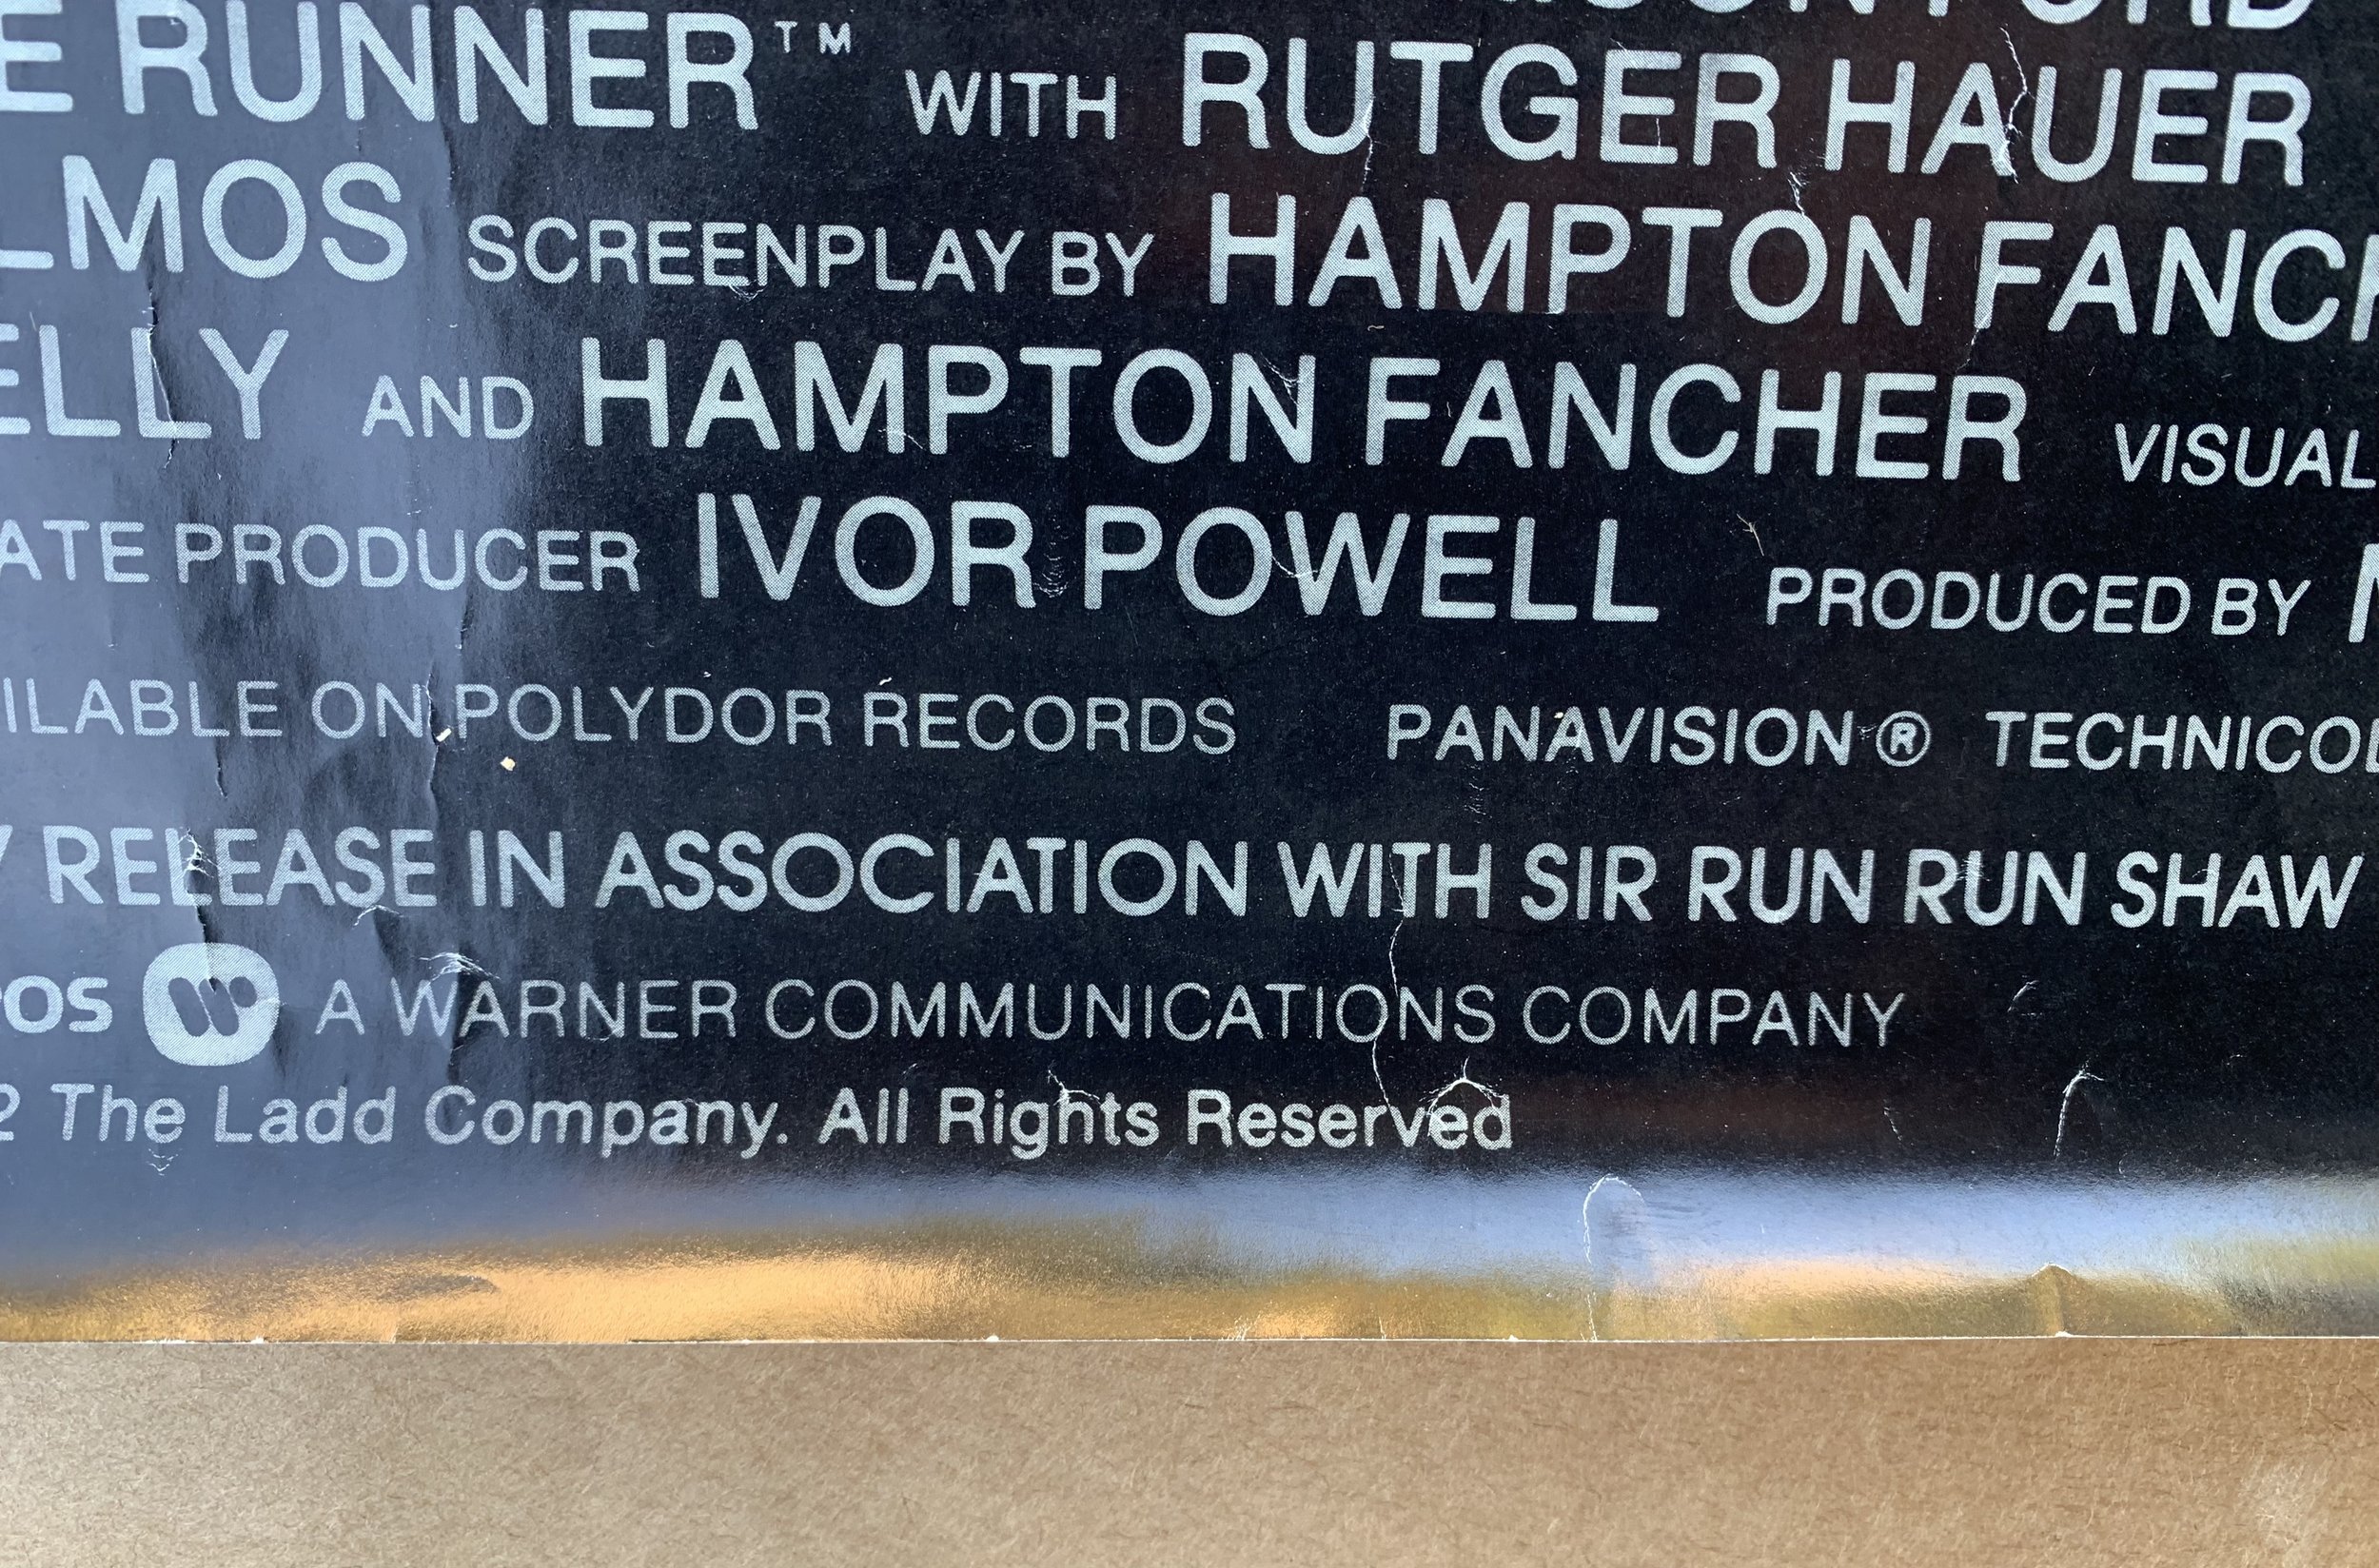 E RUNNER™ WITH RUTGER HAUER
LMOS SCREENPLAY BY HAMPTON FANC
ELLY AND HAMPTON FANCHER VISUAL
ATE PRODUCER IVOR POWELL PRODUCED BY
ILABLE ON POLYDOR RECORDS PANAVISION® TECHNICOL
RELEASE IN ASSOCIATION WITH SIR RUN RUN SHAW
ros A WARNER COMMUNICATIONS COMPANY
2 The Ladd Company. All Rights Reserved